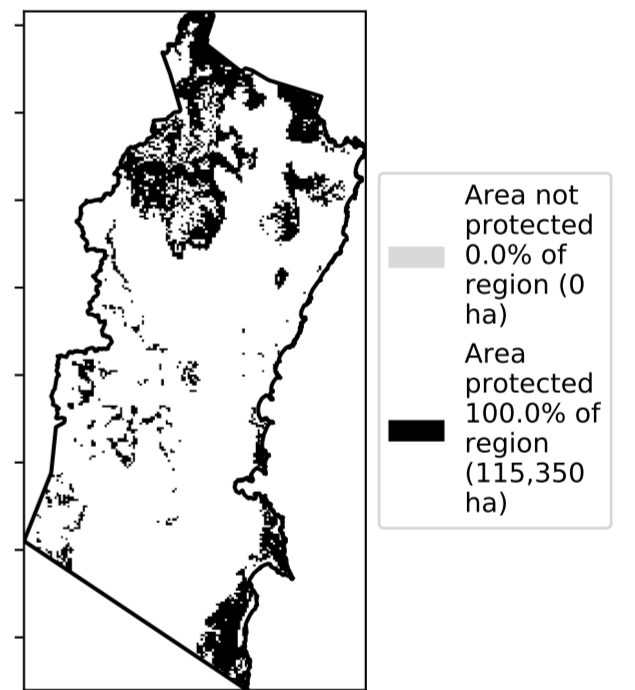 Area not
protected
0.0% of
region (0
ha)
Area
protected
100.0% of
region
(115,350
ha)